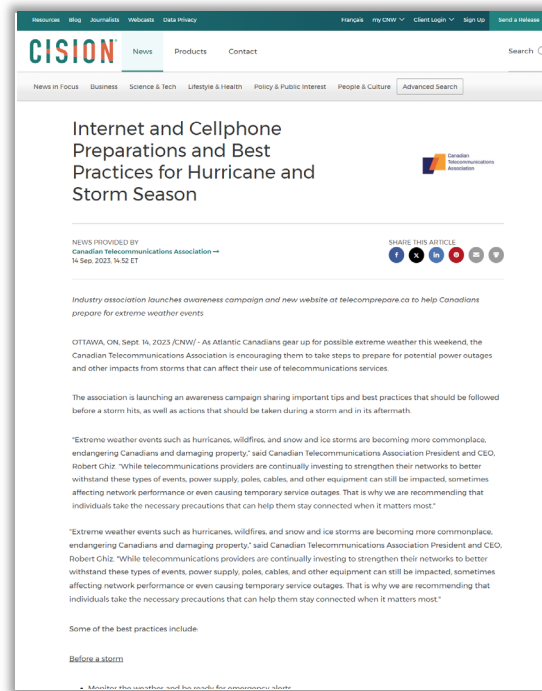 Resources Blog Journalists Webcasts Data Privacy Français my CNW Client Login Sign Up Send a Release
CISION News Products Contact Search
News in Focus Business Science & Tech Lifestyle & Health Policy & Public Interest People & Culture Advanced Search
Internet and Cellphone
Preparations and Best
Practices for Hurricane and
Storm Season
Canadian
Telecommunications
Association
NEWS PROVIDED BY
Canadian Telecommunications Association →
14 Sep, 2023, 14:52 ET
SHARE THIS ARTICLE
Industry association launches awareness campaign and new website at telecomprepare.ca to help Canadians
prepare for extreme weather events
OTTAWA, ON, Sept. 14, 2023 /CNW/ - As Atlantic Canadians gear up for possible extreme weather this weekend, the
Canadian Telecommunications Association is encouraging them to take steps to prepare for potential power outages
and other impacts from storms that can affect their use of telecommunications services.
The association is launching an awareness campaign sharing important tips and best practices that should be followed
before a storm hits, as well as actions that should be taken during a storm and in its aftermath.
"Extreme weather events such as hurricanes, wildfires, and snow and ice storms are becoming more commonplace,
endangering Canadians and damaging property," said Canadian Telecommunications Association President and CEO,
Robert Ghiz. "While telecommunications providers are continually investing to strengthen their networks to better
withstand these types of events, power supply, poles, cables, and other equipment can still be impacted, sometimes
affecting network performance or even causing temporary service outages. That is why we are recommending that
individuals take the necessary precautions that can help them stay connected when it matters most."
"Extreme weather events such as hurricanes, wildfires, and snow and ice storms are becoming more commonplace,
endangering Canadians and damaging property," said Canadian Telecommunications Association President and CEO,
Robert Ghiz. "While telecommunications providers are continually investing to strengthen their networks to better
withstand these types of events, power supply, poles, cables, and other equipment can still be impacted, sometimes
affecting network performance or even causing temporary service outages. That is why we are recommending that
individuals take the necessary precautions that can help them stay connected when it matters most."
Some of the best practices include:
Before a storm
• Monitor the weather and be ready for emergency alerts